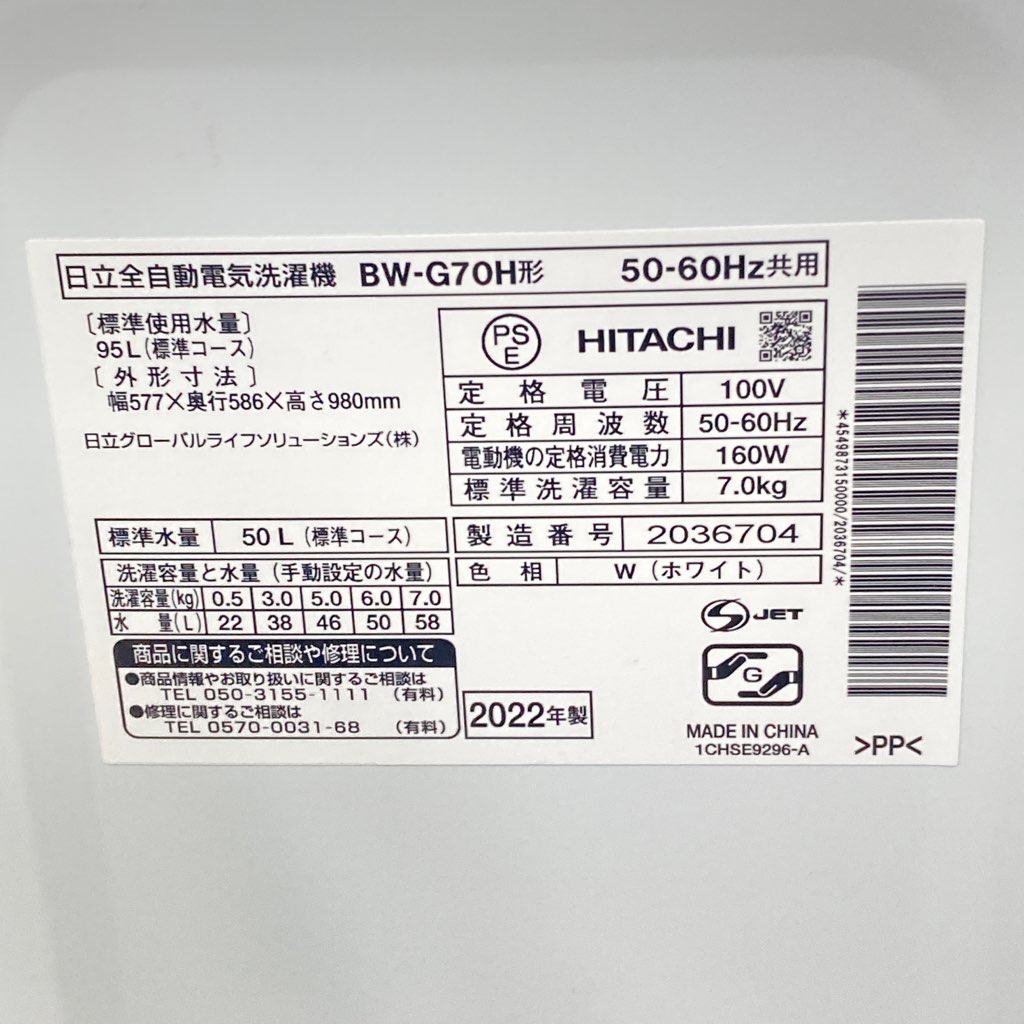 日立全自動電気洗濯機 BW-G70H形 50-60Hz共用
〔標準使用水量〕
95L(標準コース)
〔外形寸法〕
幅577×奥行586×高さ980mm
日立グローバルライフソリューションズ(株)
PS
E
HITACHI
定格電圧 100V
定格周波数 50-60Hz
電動機の定格消費電力 160W
標準洗濯容量 7.0kg
標準水量 50L(標準コース)
洗濯容量と水量(手動設定の水量)
洗濯容量(kg) 0.5 3.0 5.0 6.0 7.0
水量(L) 22 38 46 50 58
製造番号 2036704
色相 W(ホワイト)
商品に関するご相談や修理について
●商品情報やお取り扱いに関するご相談は
TEL 050-3155-1111 (有料)
●修理に関するご相談は
TEL 0570-0031-68 (有料)
2022年製
S JET
G
MADE IN CHINA
1CHSE9296-A
>PP<
*4549873150000/2036704/*